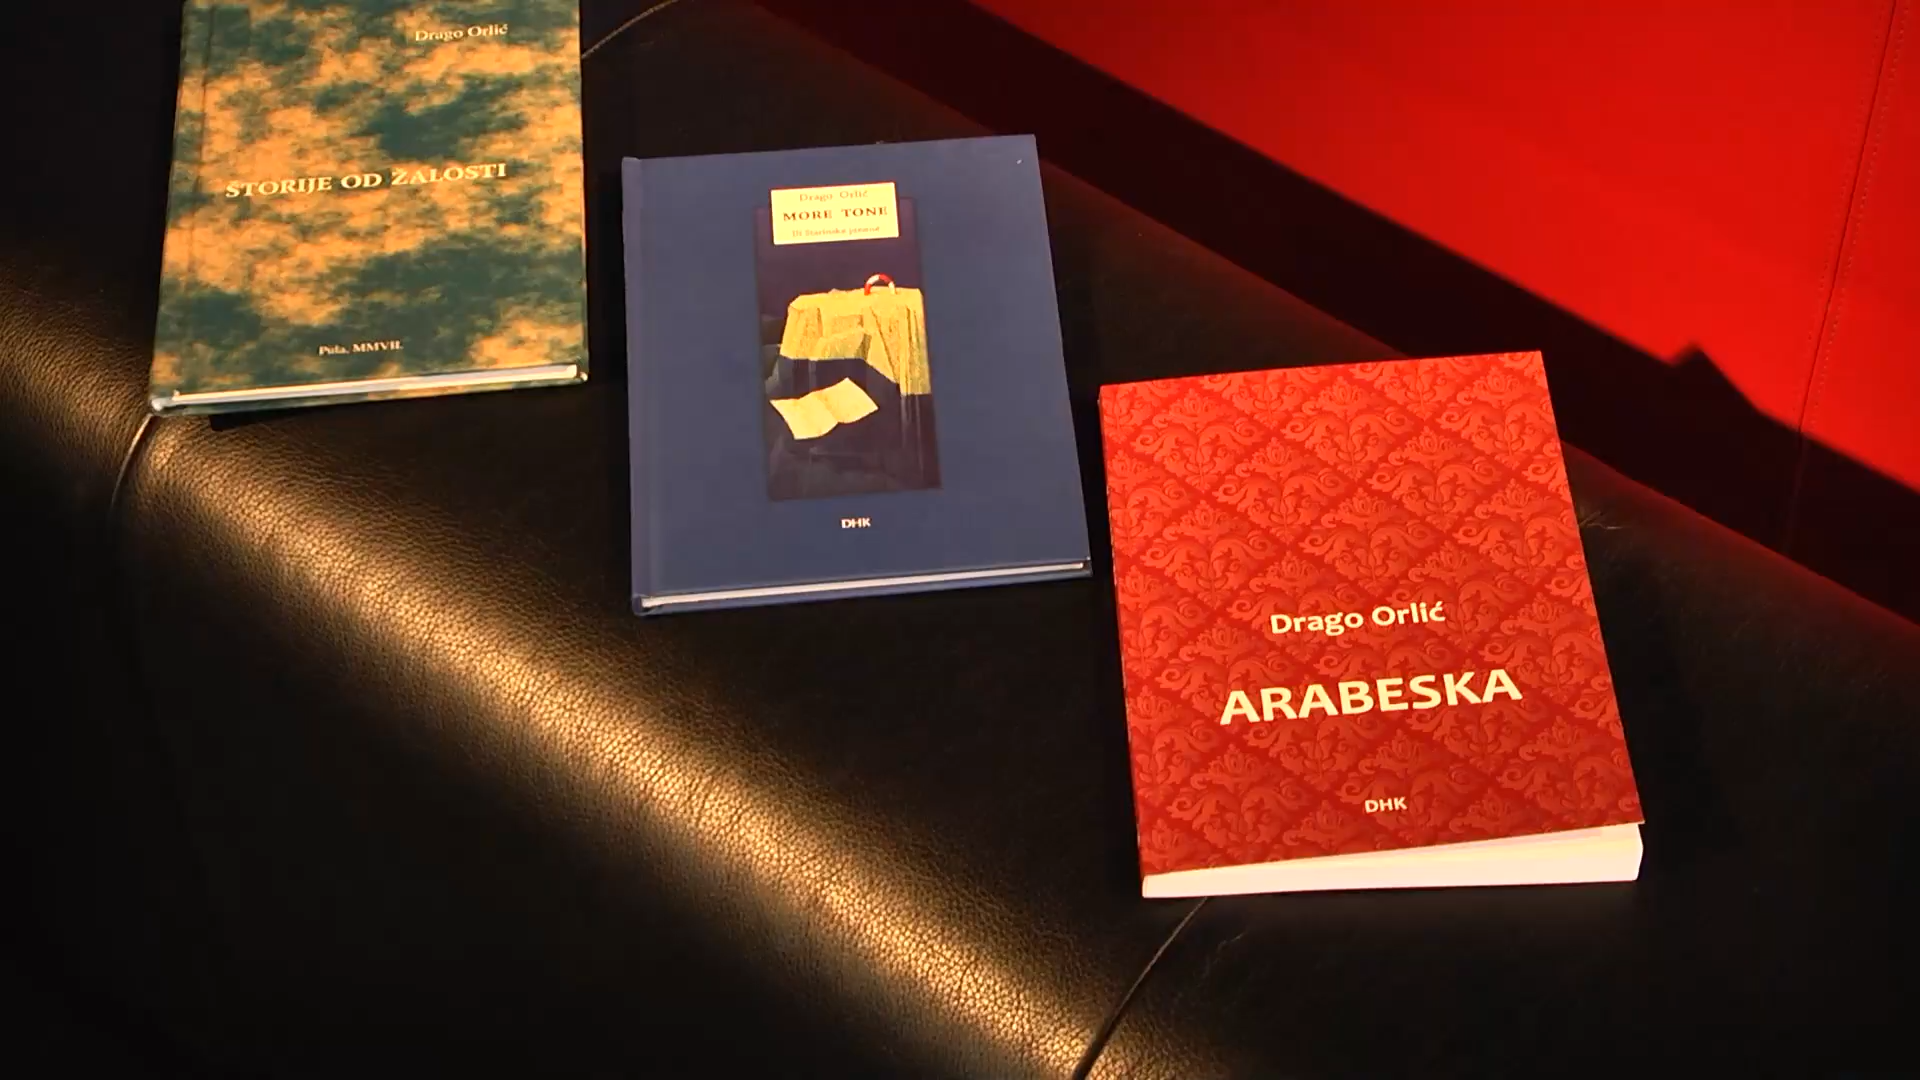 Drago Orlić
STORIJE OD ŽALOSTI
Pula, MMVII.
Drago Orlić
MORE TONE
DHK
Drago Orlić
ARABESKA
DHK